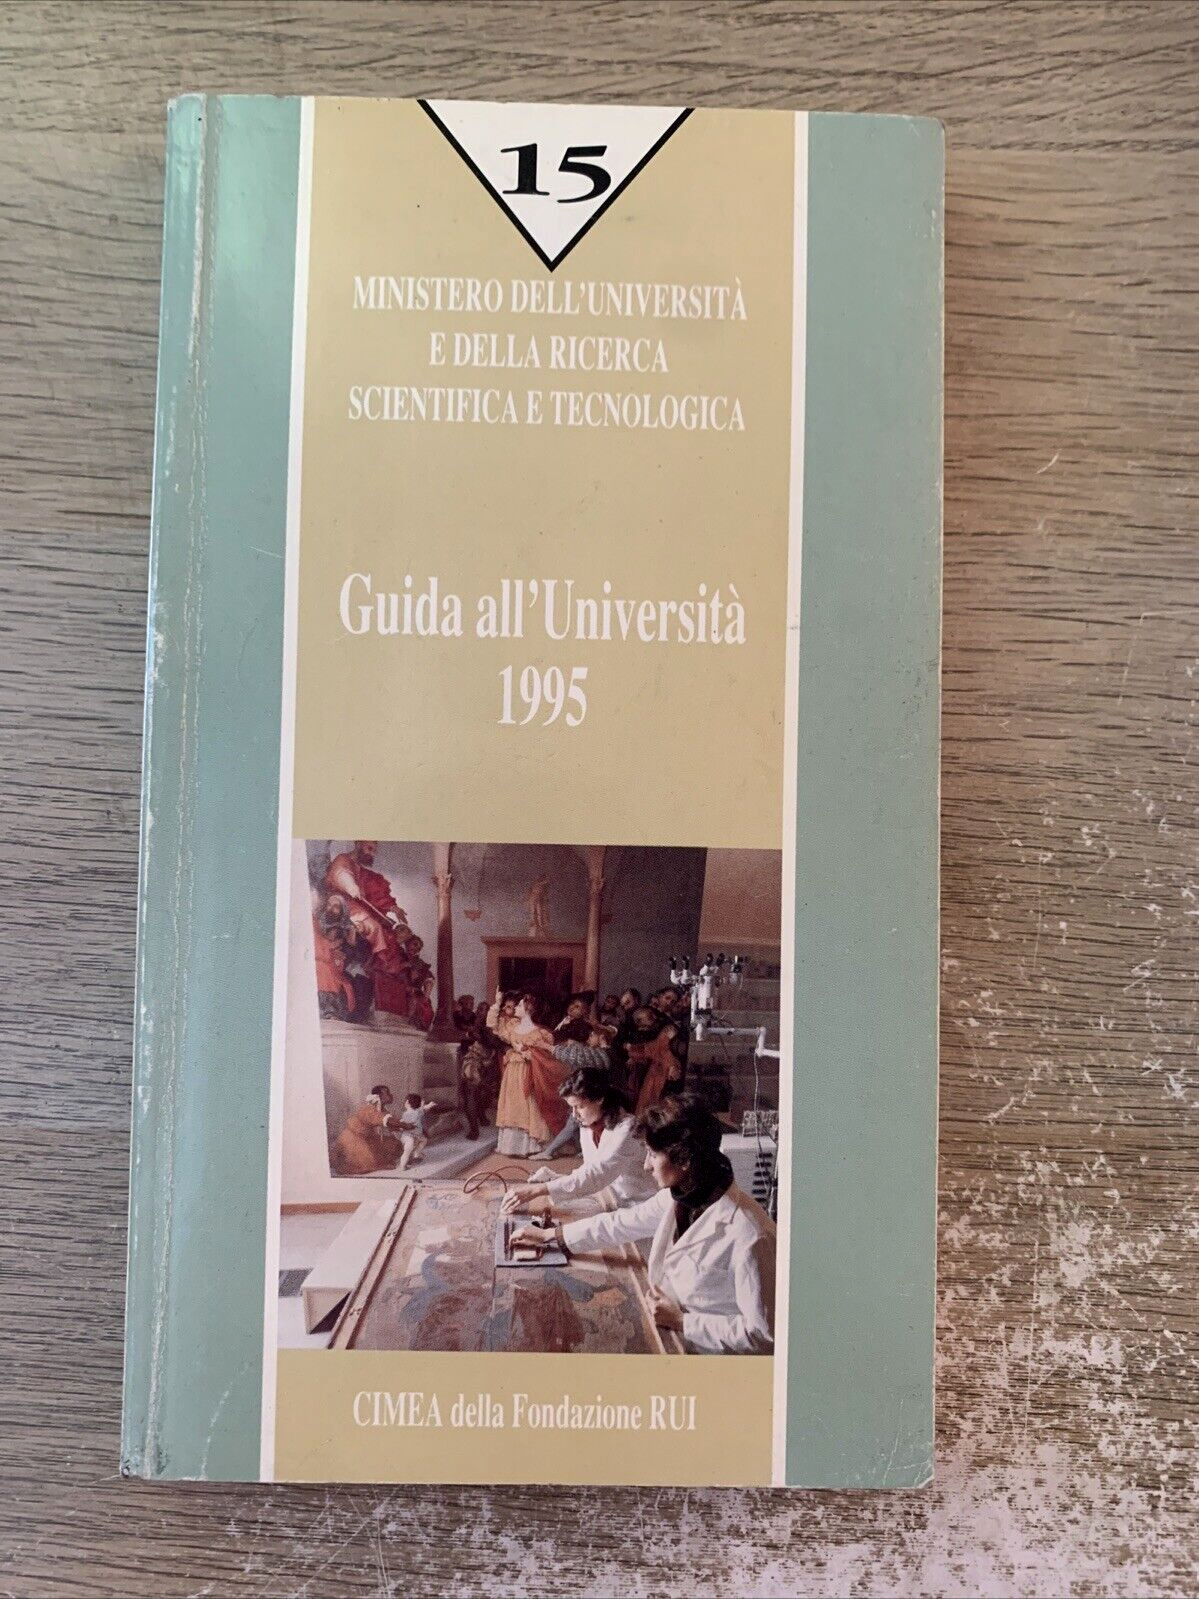 15
MINISTERO DELL'UNIVERSITÀ
E DELLA RICERCA
SCIENTIFICA E TECNOLOGICA
Guida all'Università
1995
CIMEA della Fondazione RUI